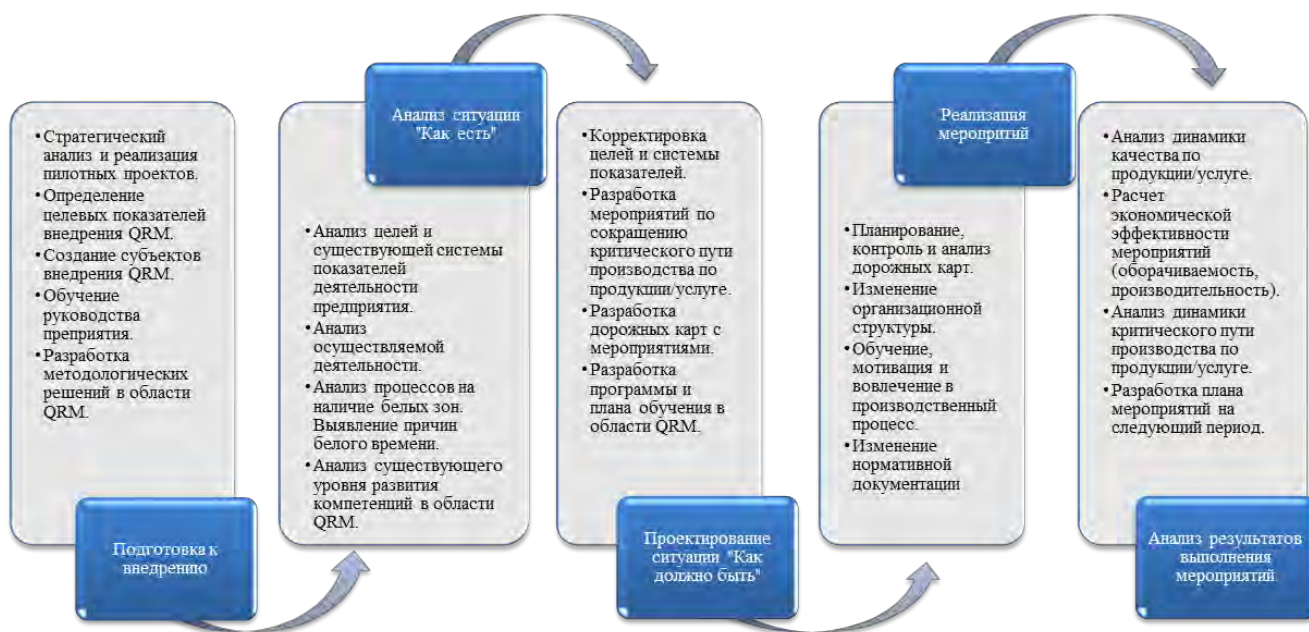 •Стратегический
анализ и реализация
пилотных проектов.
•Определение
целевых показателей
внедрения QRM.
•Создание субъектов
внедрения QRM.
•Обучение
руководства
преприятия.
•Разработка
методологических
решений в области
QRM.
Подготовка к
внедрению
Анализ ситуации
"Как есть"
•Анализ целей и
существующей системы
показателей
деятельности
предприятия.
•Анализ
осуществляемой
деятельности.
•Анализ процессов на
наличие белых зон.
Выявление причин
белого времени.
•Анализ существующего
уровня развития
компетенций в области
QRM.
•Корректировка
целей и системы
показателей.
•Разработка
мероприятий по
сокращению
критического пути
производства по
продукции/услуге.
•Разработка
дорожных карт с
мероприятиями.
•Разработка
программы и
плана обучения в
области QRM.
Проектирование
ситуации "Как
должно быть"
Реализация
меропритий
•Планирование,
контроль и анализ
дорожных карт.
•Изменение
организационной
структуры.
•Обучение,
мотивация и
вовлечение в
производственный
процесс.
•Изменение
нормативной
документации
•Анализ динамики
качества по
продукции/услуге.
•Расчет
экономической
эффективности
мероприятий
(оборачиваемость,
производительность).
•Анализ динамики
критического пути
производства по
продукции/услуге.
•Разработка плана
мероприятий на
следующий период.
Анализ результатов
выполнения
мероприятий